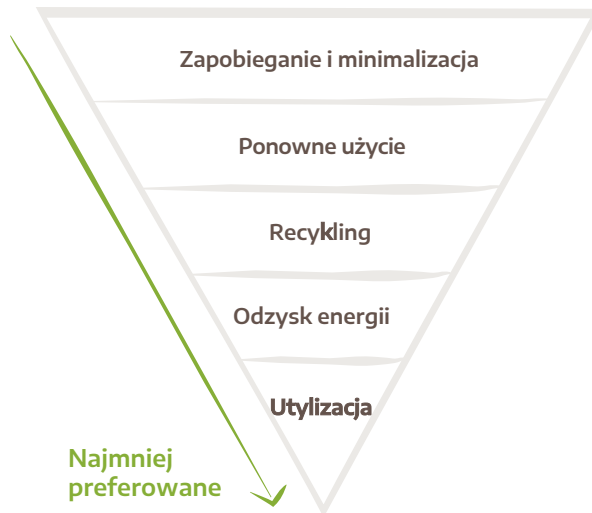 Zapobieganie i minimalizacja
Ponowne użycie
Recykling
Odzysk energii
Utylizacja
Najmniej
preferowane